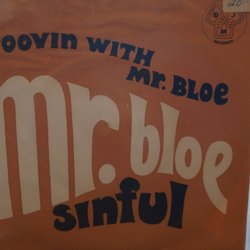 OOVIN WITH
MR. BLOE
mr. bloe
sinful